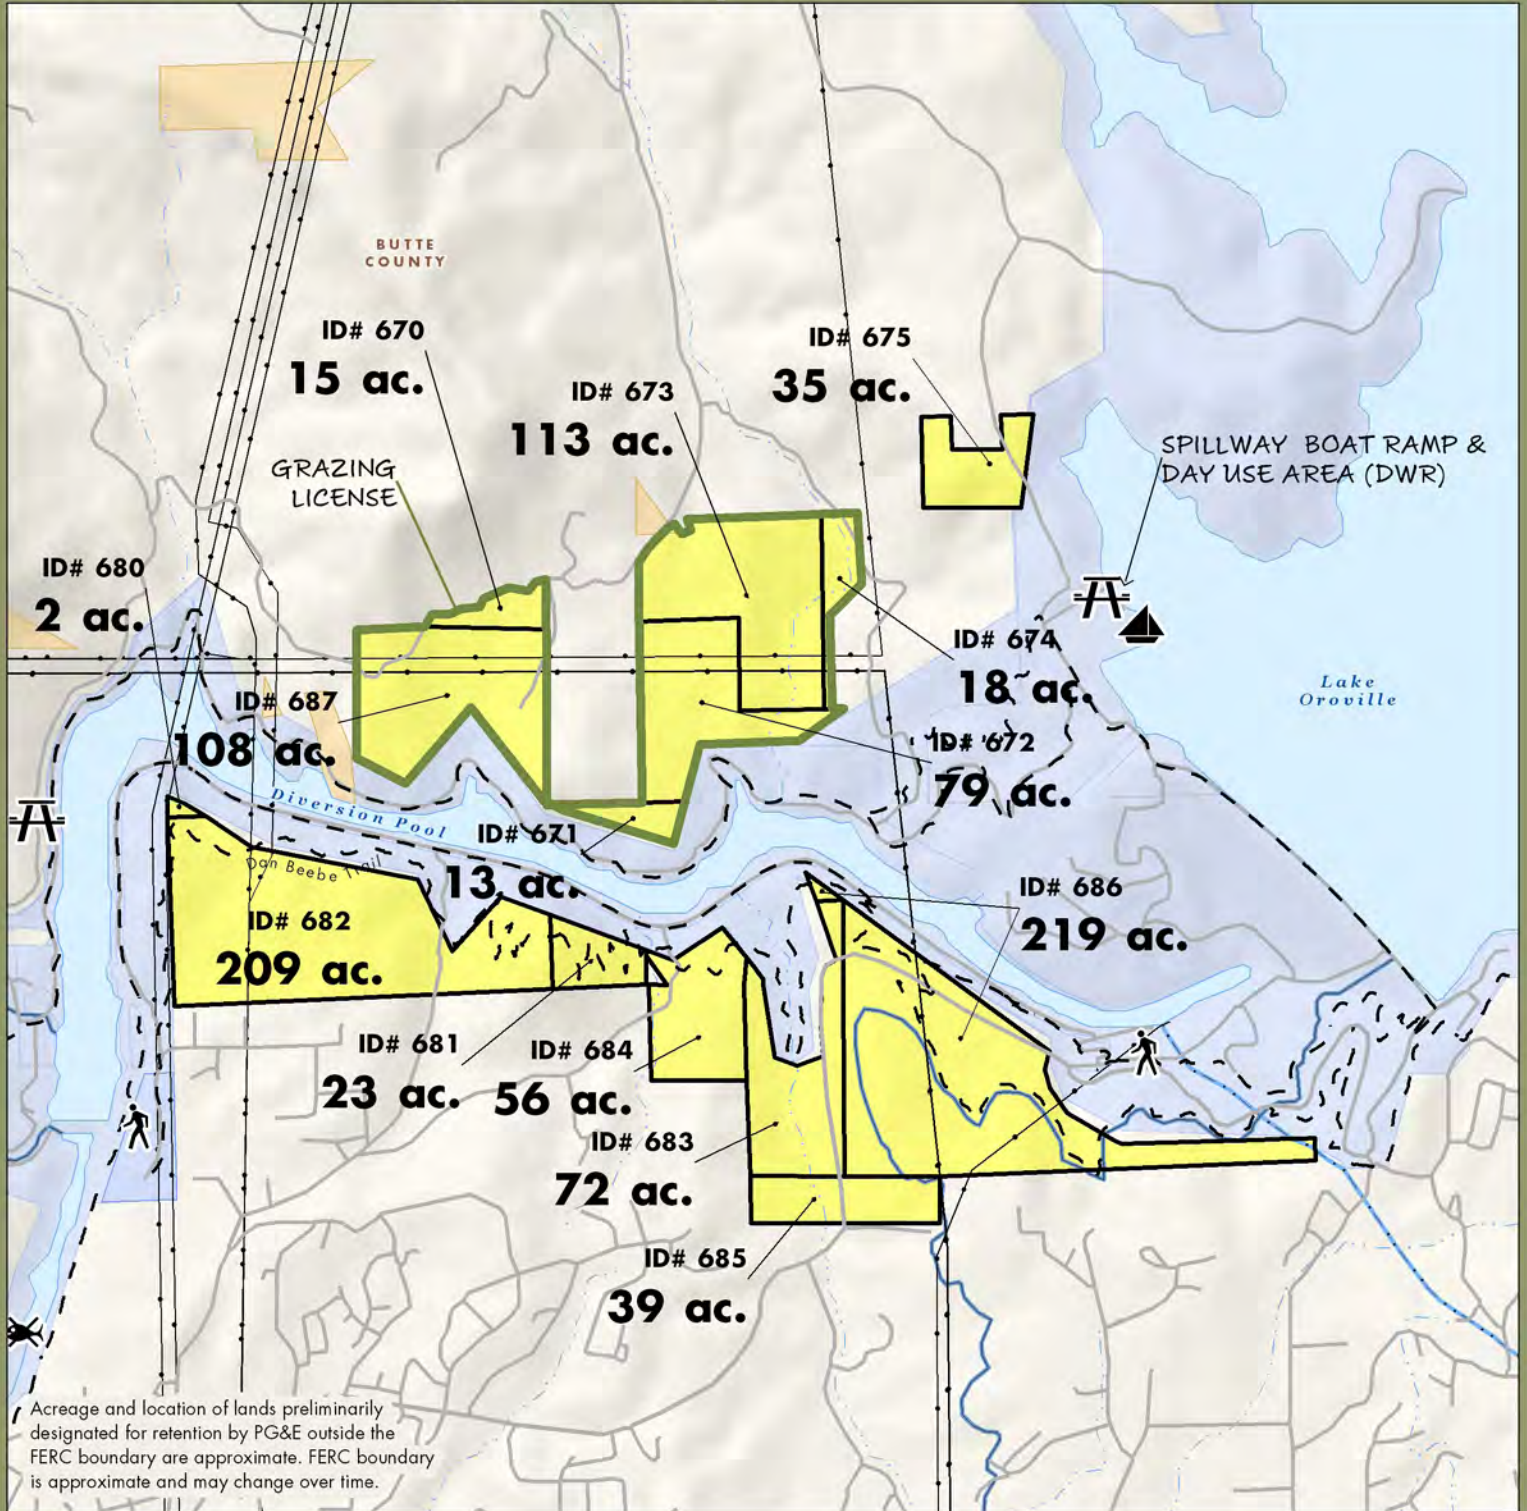 BUTTE
COUNTY
ID# 670
15 ac.
ID# 675
35 ac.
ID# 673
113 ac.
GRAZING
LICENSE
SPILLWAY BOAT RAMP &
DAY USE AREA (DWR)
ID# 680
2 ac.
ID# 674
18 ac.
Lake
Oroville
ID# 687
108 ac.
ID# 672
79 ac.
Diversion Pool
ID# 671
13 ac.
Dan Beebe Trail
ID# 682
209 ac.
ID# 686
219 ac.
ID# 681
23 ac.
ID# 684
56 ac.
ID# 683
72 ac.
ID# 685
39 ac.
Acreage and location of lands preliminarily
designated for retention by PG&E outside the
FERC boundary are approximate. FERC boundary
is approximate and may change over time.